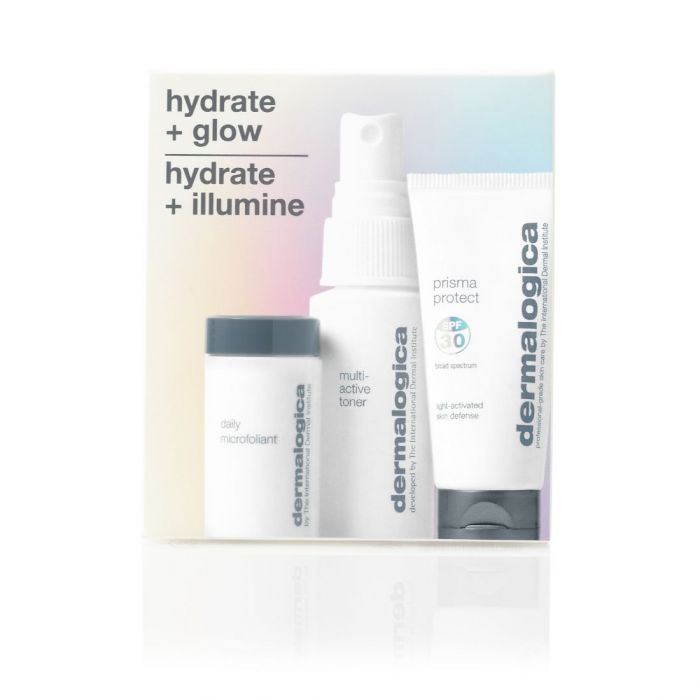 hydrate
+ glow
hydrate
+ illumine
daily
microfoliant
dermalogica
by The International Dermal Institute
multi-
active
toner
dermalogica
developed by The International Dermal Institute
prisma
protect
SPF
30
broad spectrum
light-activated
skin defense
dermalogica
professional-grade skin care by The International Dermal Institute